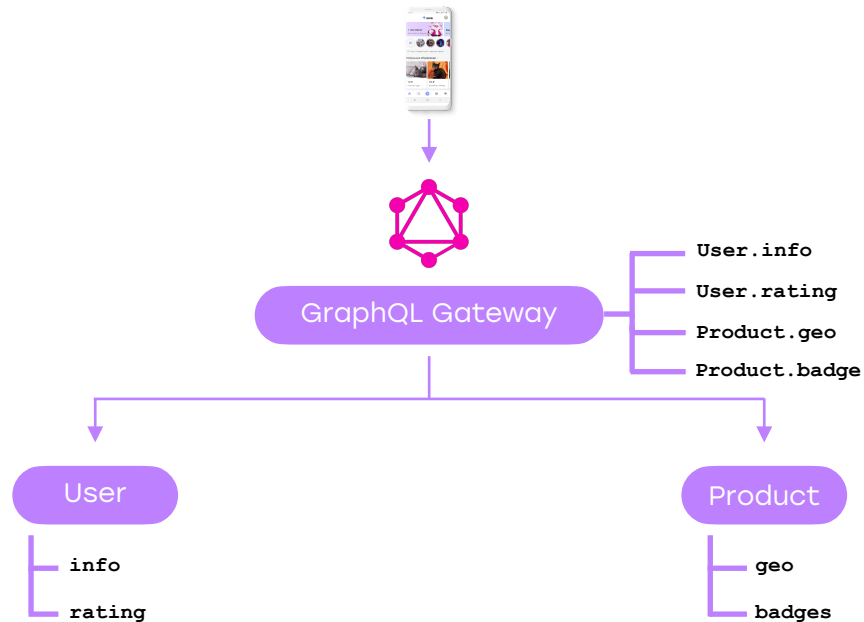 GraphQL Gateway
User.info
User.rating
Product.geo
Product.badge
User
info
rating
Product
geo
badges